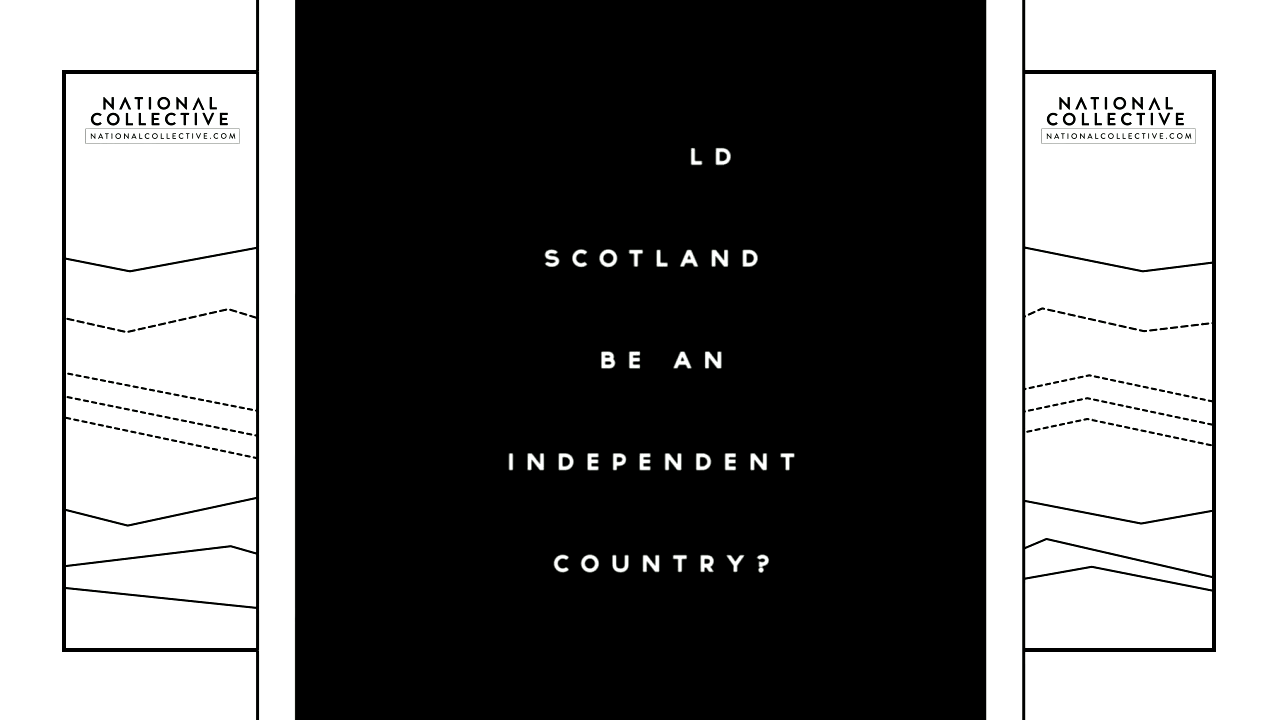 NATIONAL
COLLECTIVE
NATIONALCOLLECTIVE.COM
LD
SCOTLAND
BE AN
INDEPENDENT
COUNTRY?
NATIONAL
COLLECTIVE
NATIONALCOLLECTIVE.COM